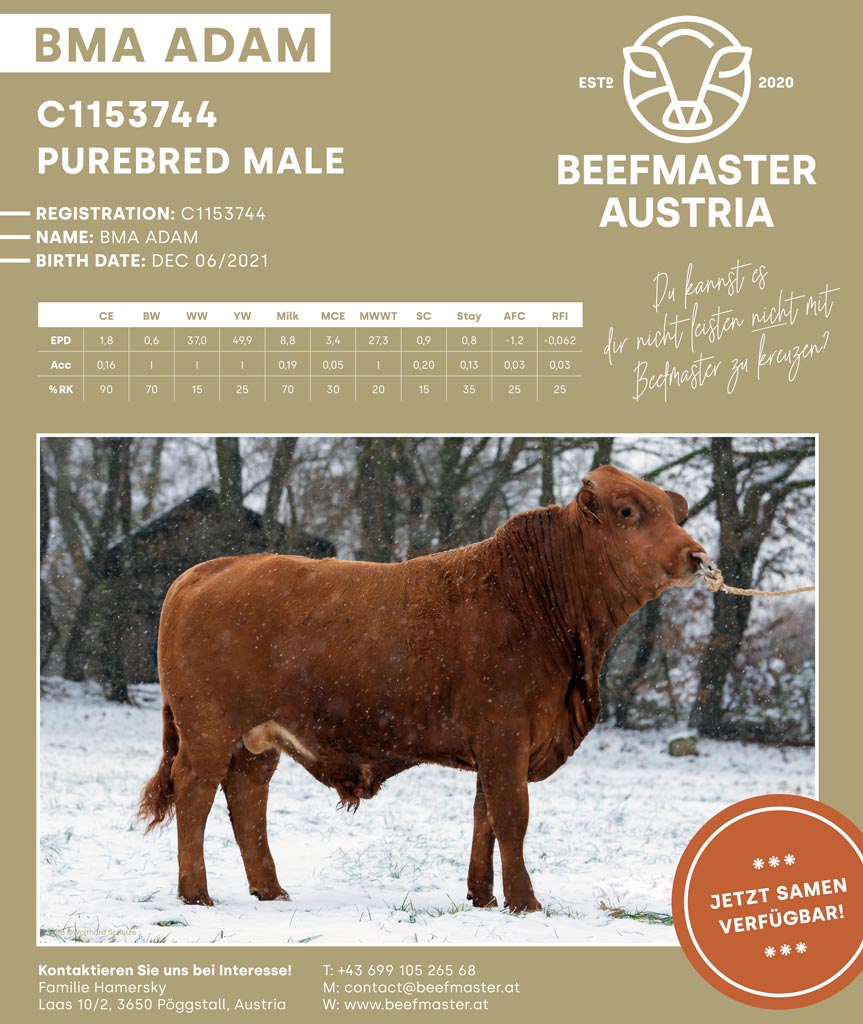 BMA ADAM
C1153744
PUREBRED MALE
REGISTRATION: C1153744
NAME: BMA ADAM
BIRTH DATE: DEC 06/2021
ESTD 2020
BEEFMASTER
AUSTRIA
Du kannst es
dir nicht leisten nicht mit
Beefmaster zu kreuzen?
CE BW WW YW Milk MCE MWWT SC Stay AFC RFI
EPD 1,8 0,6 37,0 49,9 8,8 3,4 27,3 0,9 0,8 -1,2 -0,062
Acc 0,16 I I I 0,19 0,05 I 0,20 0,13 0,03 0,03
%RK 90 70 15 25 70 30 20 15 35 25 25
JETZT SAMEN
VERFÜGBAR!
Kontaktieren Sie uns bei Interesse!
Familie Hamersky
Laas 10/2, 3650 Pöggstall, Austria
T: +43 699 105 265 68
M: contact@beefmaster.at
W: www.beefmaster.at